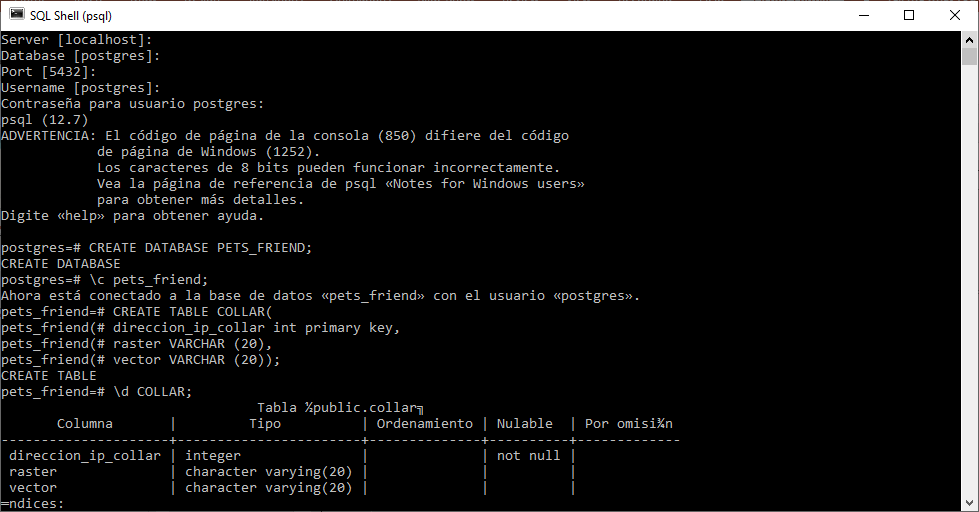 SQL Shell (psql)
Server [localhost]:
Database [postgres]:
Port [5432]:
Username [postgres]:
Contraseña para usuario postgres:
psql (12.7)
ADVERTENCIA: El código de página de la consola (850) difiere del código
            de página de Windows (1252).
            Los caracteres de 8 bits pueden funcionar incorrectamente.
            Vea la página de referencia de psql «Notes for Windows users»
            para obtener más detalles.
Digite «help» para obtener ayuda.

postgres=# CREATE DATABASE PETS_FRIEND;
CREATE DATABASE
postgres=# \c pets_friend;
Ahora está conectado a la base de datos «pets_friend» con el usuario «postgres».
pets_friend=# CREATE TABLE COLLAR(
pets_friend(# direccion_ip_collar int primary key,
pets_friend(# raster VARCHAR (20),
pets_friend(# vector VARCHAR (20));
CREATE TABLE
pets_friend=# \d COLLAR;
                                Tabla ½public.collar╗
       Columna       |         Tipo          | Ordenamiento | Nulable  | Por omisi¾n
---------------------+-----------------------+--------------+----------+-------------
 direccion_ip_collar | integer               |              | not null |
 raster              | character varying(20) |              |          |
 vector              | character varying(20) |              |          |
═ndices: